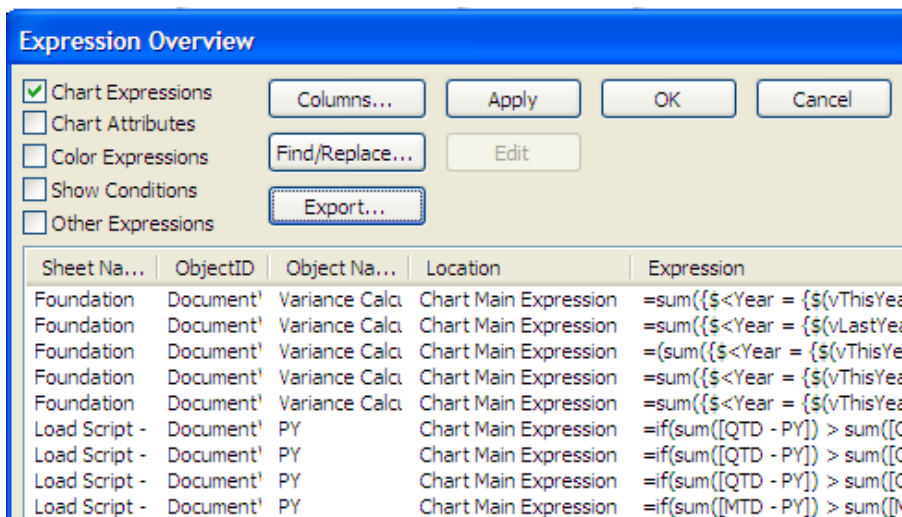 Expression Overview
Chart Expressions
Chart Attributes
Color Expressions
Show Conditions
Other Expressions
Columns... Apply OK Cancel
Find/Replace... Edit
Export...
Sheet Na... ObjectID Object Na... Location Expression
Foundation Document' Variance Calcu Chart Main Expression =sum({$<Year = {$(vThisYea
Foundation Document' Variance Calcu Chart Main Expression =sum({$<Year = {$(vLastYea
Foundation Document' Variance Calcu Chart Main Expression =(sum({$<Year = {$(vThisYe
Foundation Document' Variance Calcu Chart Main Expression =sum({$<Year = {$(vThisYea
Foundation Document' Variance Calcu Chart Main Expression =sum({$<Year = {$(vThisYea
Load Script - Document' PY Chart Main Expression =if(sum([QTD - PY]) > sum([Q
Load Script - Document' PY Chart Main Expression =if(sum([QTD - PY]) > sum([Q
Load Script - Document' PY Chart Main Expression =if(sum([QTD - PY]) > sum([Q
Load Script - Document' PY Chart Main Expression =if(sum([MTD - PY]) > sum([M